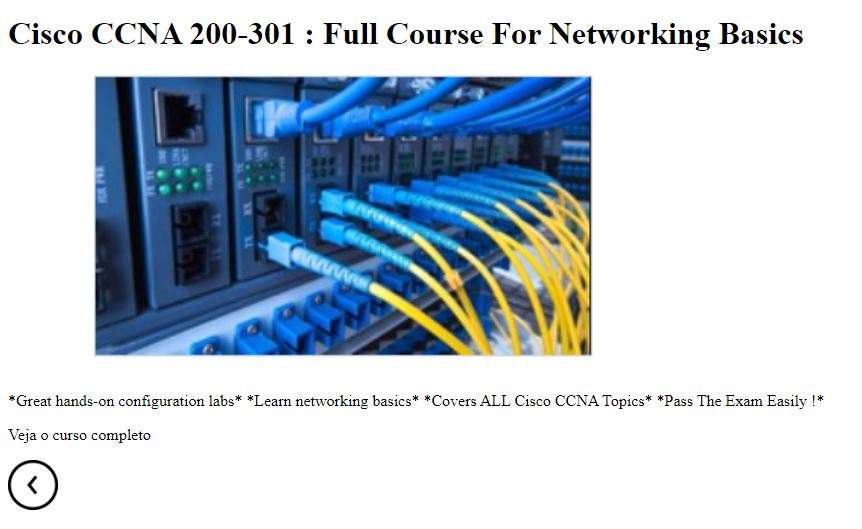 Cisco CCNA 200-301 : Full Course For Networking Basics
*Great hands-on configuration labs* *Learn networking basics* *Covers ALL Cisco CCNA Topics* *Pass The Exam Easily !*
Veja o curso completo